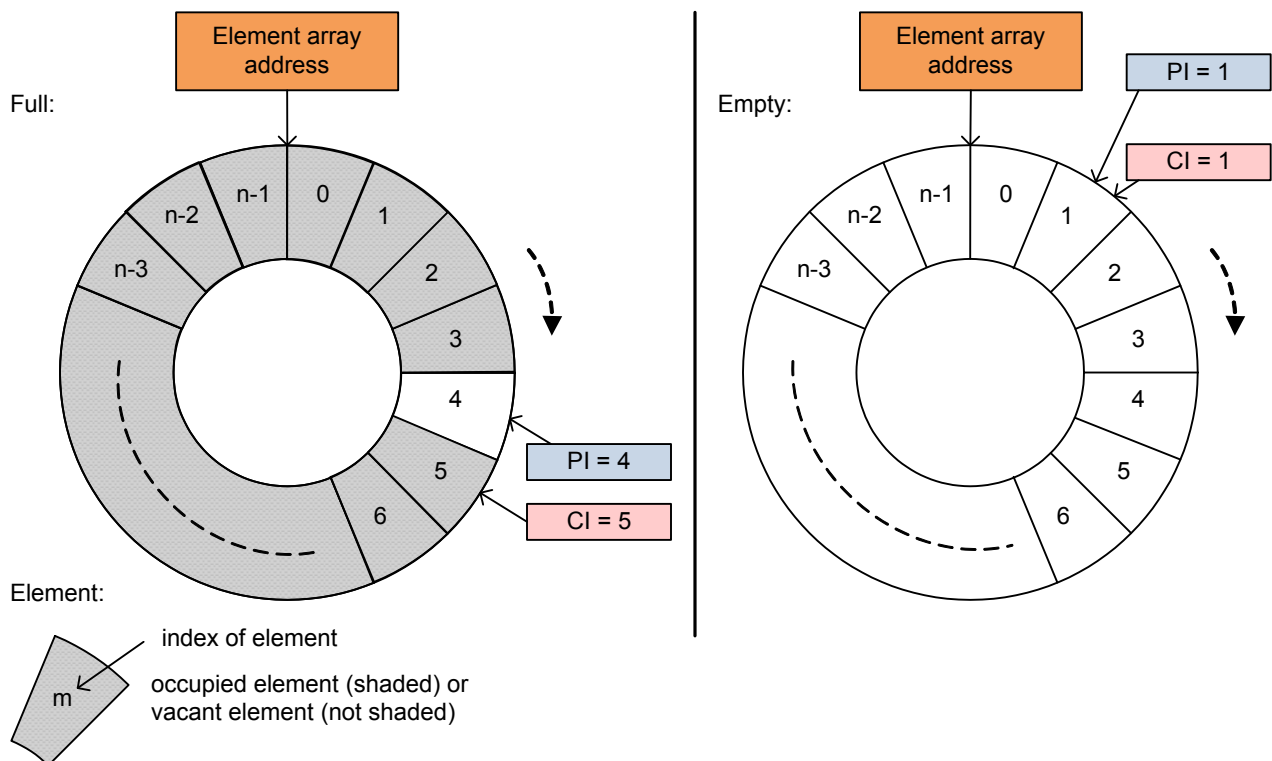 Element array
address
Full:
n-3
n-2
n-1
0
1
2
3
4
5
6
PI = 4
CI = 5
Element:
m
index of element
occupied element (shaded) or
vacant element (not shaded)
Element array
address
Empty:
PI = 1
CI = 1
n-3
n-2
n-1
0
1
2
3
4
5
6